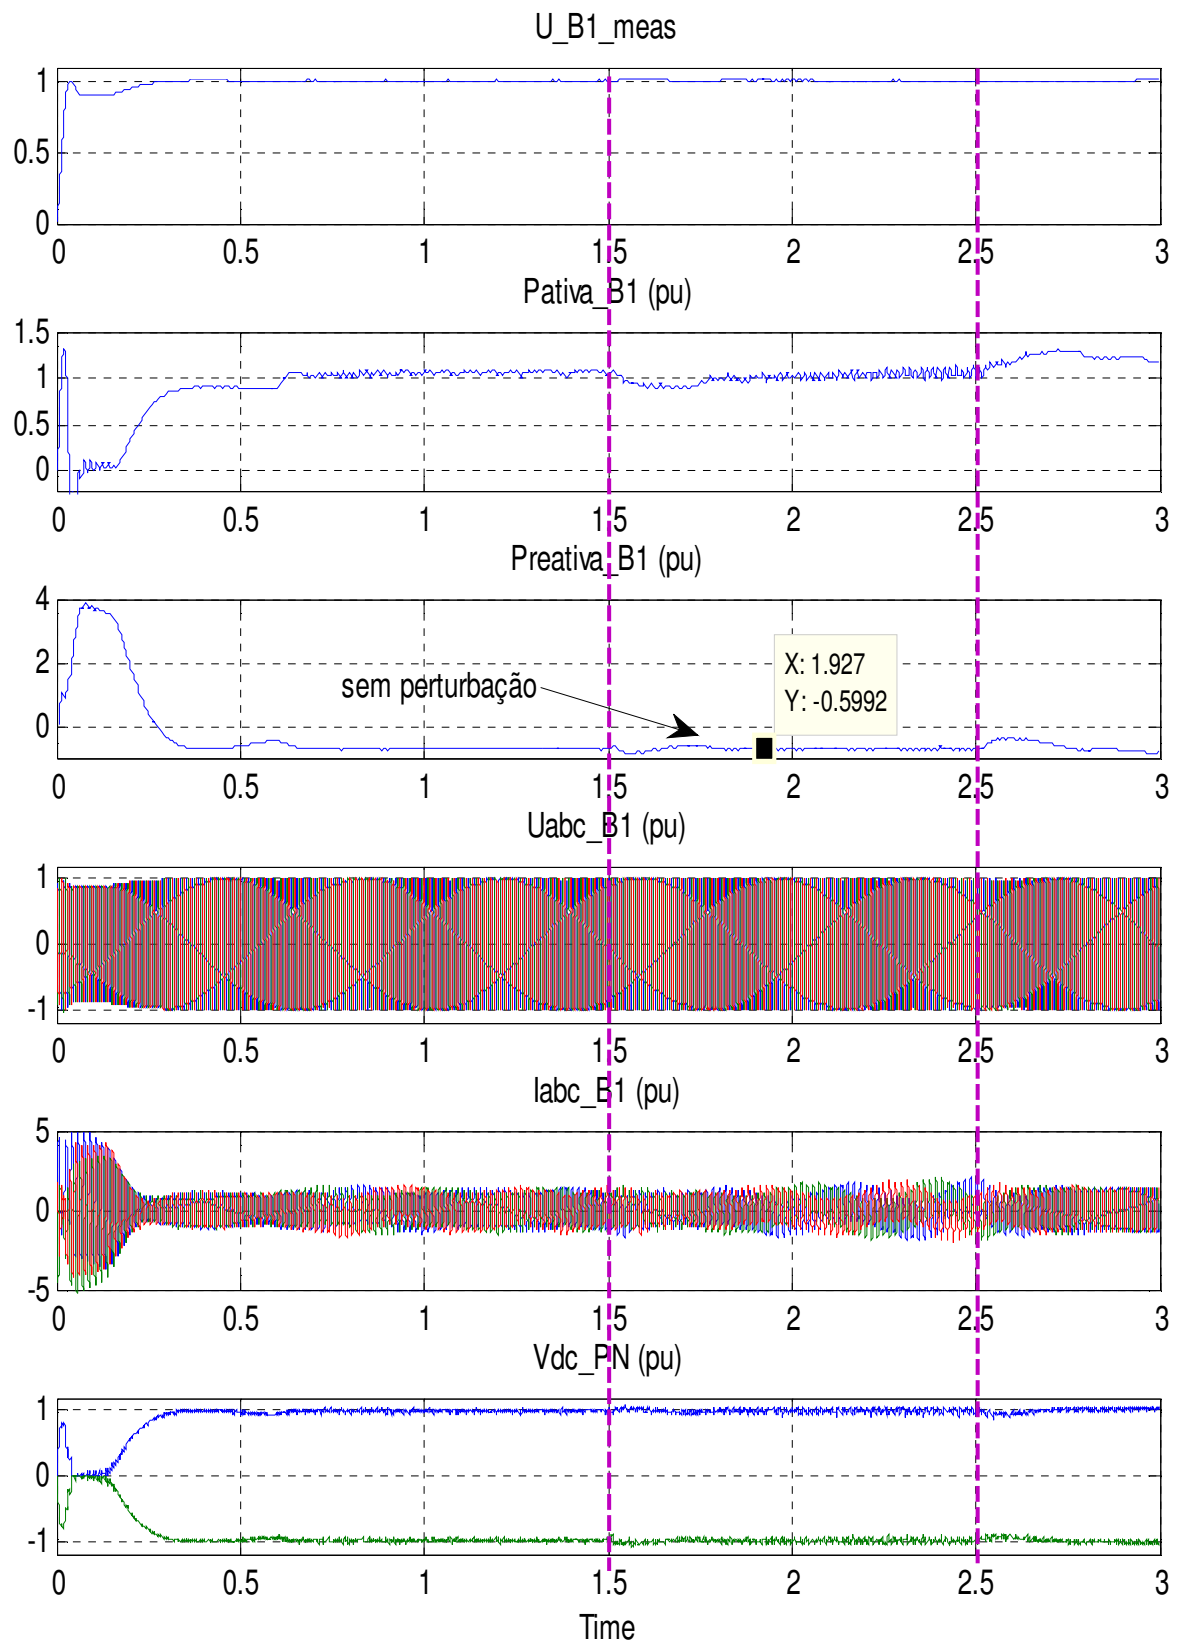 U_B1_meas
1
0.5
0
0 0.5 1 1.5 2 2.5 3
Pativa_B1 (pu)
1.5
1
0.5
0
0 0.5 1 1.5 2 2.5 3
Preativa_B1 (pu)
4
2
0
sem perturbação
X: 1.927
Y: -0.5992
0 0.5 1 1.5 2 2.5 3
Uabc_B1 (pu)
1
0
-1
0 0.5 1 1.5 2 2.5 3
Iabc_B1 (pu)
5
0
-5
0 0.5 1 1.5 2 2.5 3
Vdc_PN (pu)
1
0
-1
0 0.5 1 1.5 2 2.5 3
Time